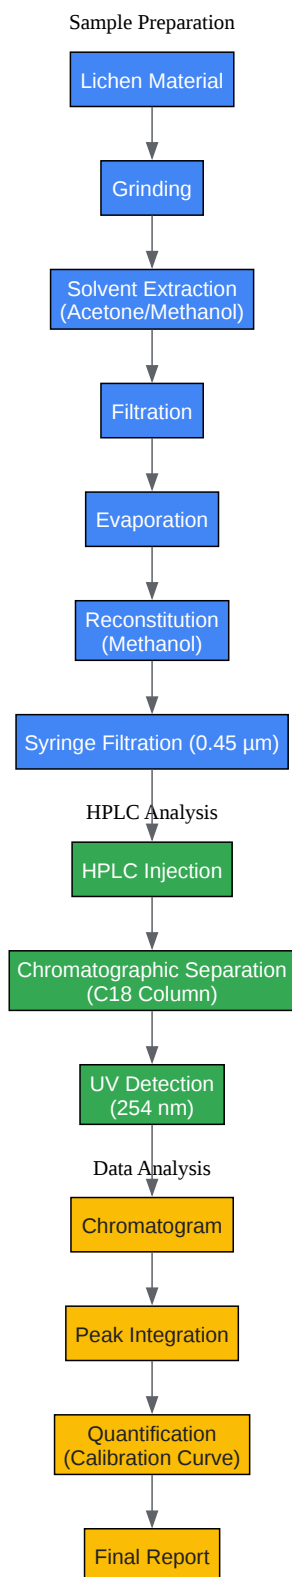 Sample Preparation
Lichen Material
Grinding
Solvent Extraction
(Acetone/Methanol)
Filtration
Evaporation
Reconstitution
(Methanol)
Syringe Filtration (0.45 µm)
HPLC Analysis
HPLC Injection
Chromatographic Separation
(C18 Column)
UV Detection
(254 nm)
Data Analysis
Chromatogram
Peak Integration
Quantification
(Calibration Curve)
Final Report